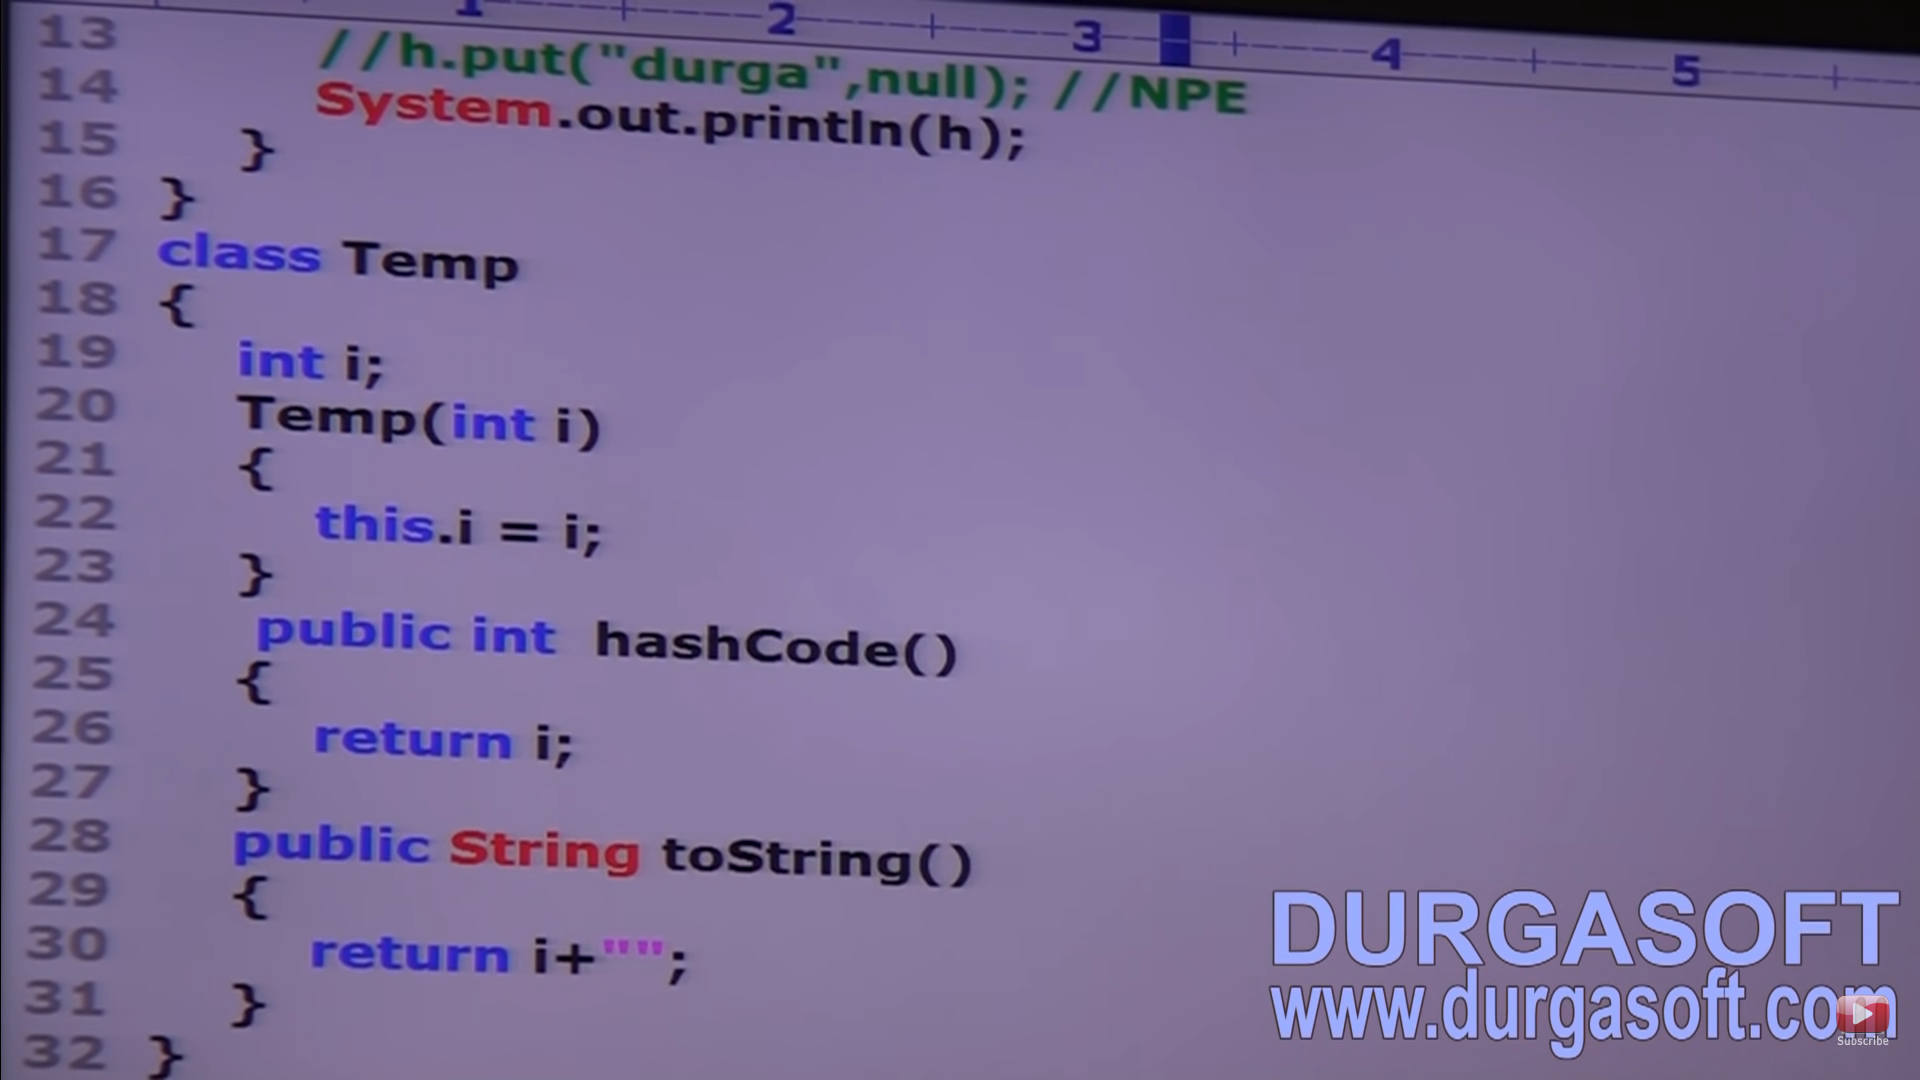 1 2 3 4 5
13 //h.put("durga",null); //NPE
14 System.out.println(h);
15 }
16 }
17 class Temp
18 {
19 int i;
20 Temp(int i)
21 {
22 this.i = i;
23 }
24 public int hashCode()
25 {
26 return i;
27 }
28 public String toString()
29 {
30 return i+"";
31 }
32 }
DURGASOFT
www.durgasoft.com
Subscribe